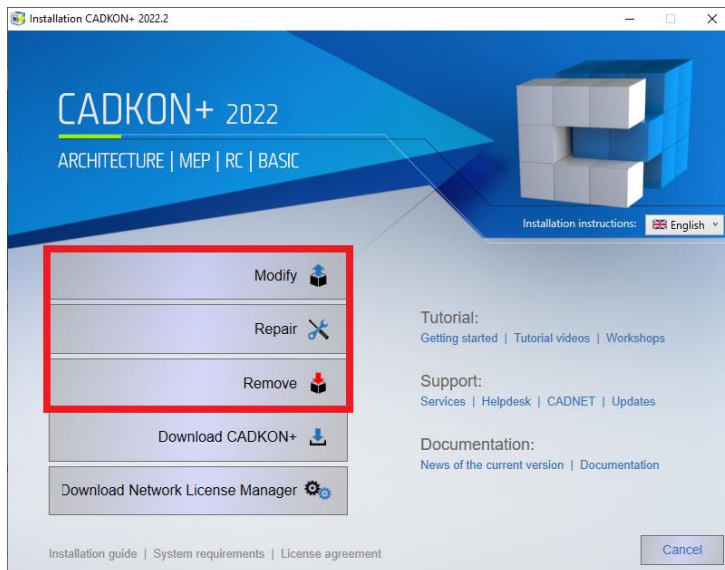 Installation CADKON+ 2022.2
CADKON+ 2022
ARCHITECTURE | MEP | RC | BASIC
Installation instructions: English
Modify
Repair
Remove
Download CADKON+
Download Network License Manager
Tutorial:
Getting started | Tutorial videos | Workshops
Support:
Services | Helpdesk | CADNET | Updates
Documentation:
News of the current version | Documentation
Installation guide | System requirements | License agreement
Cancel